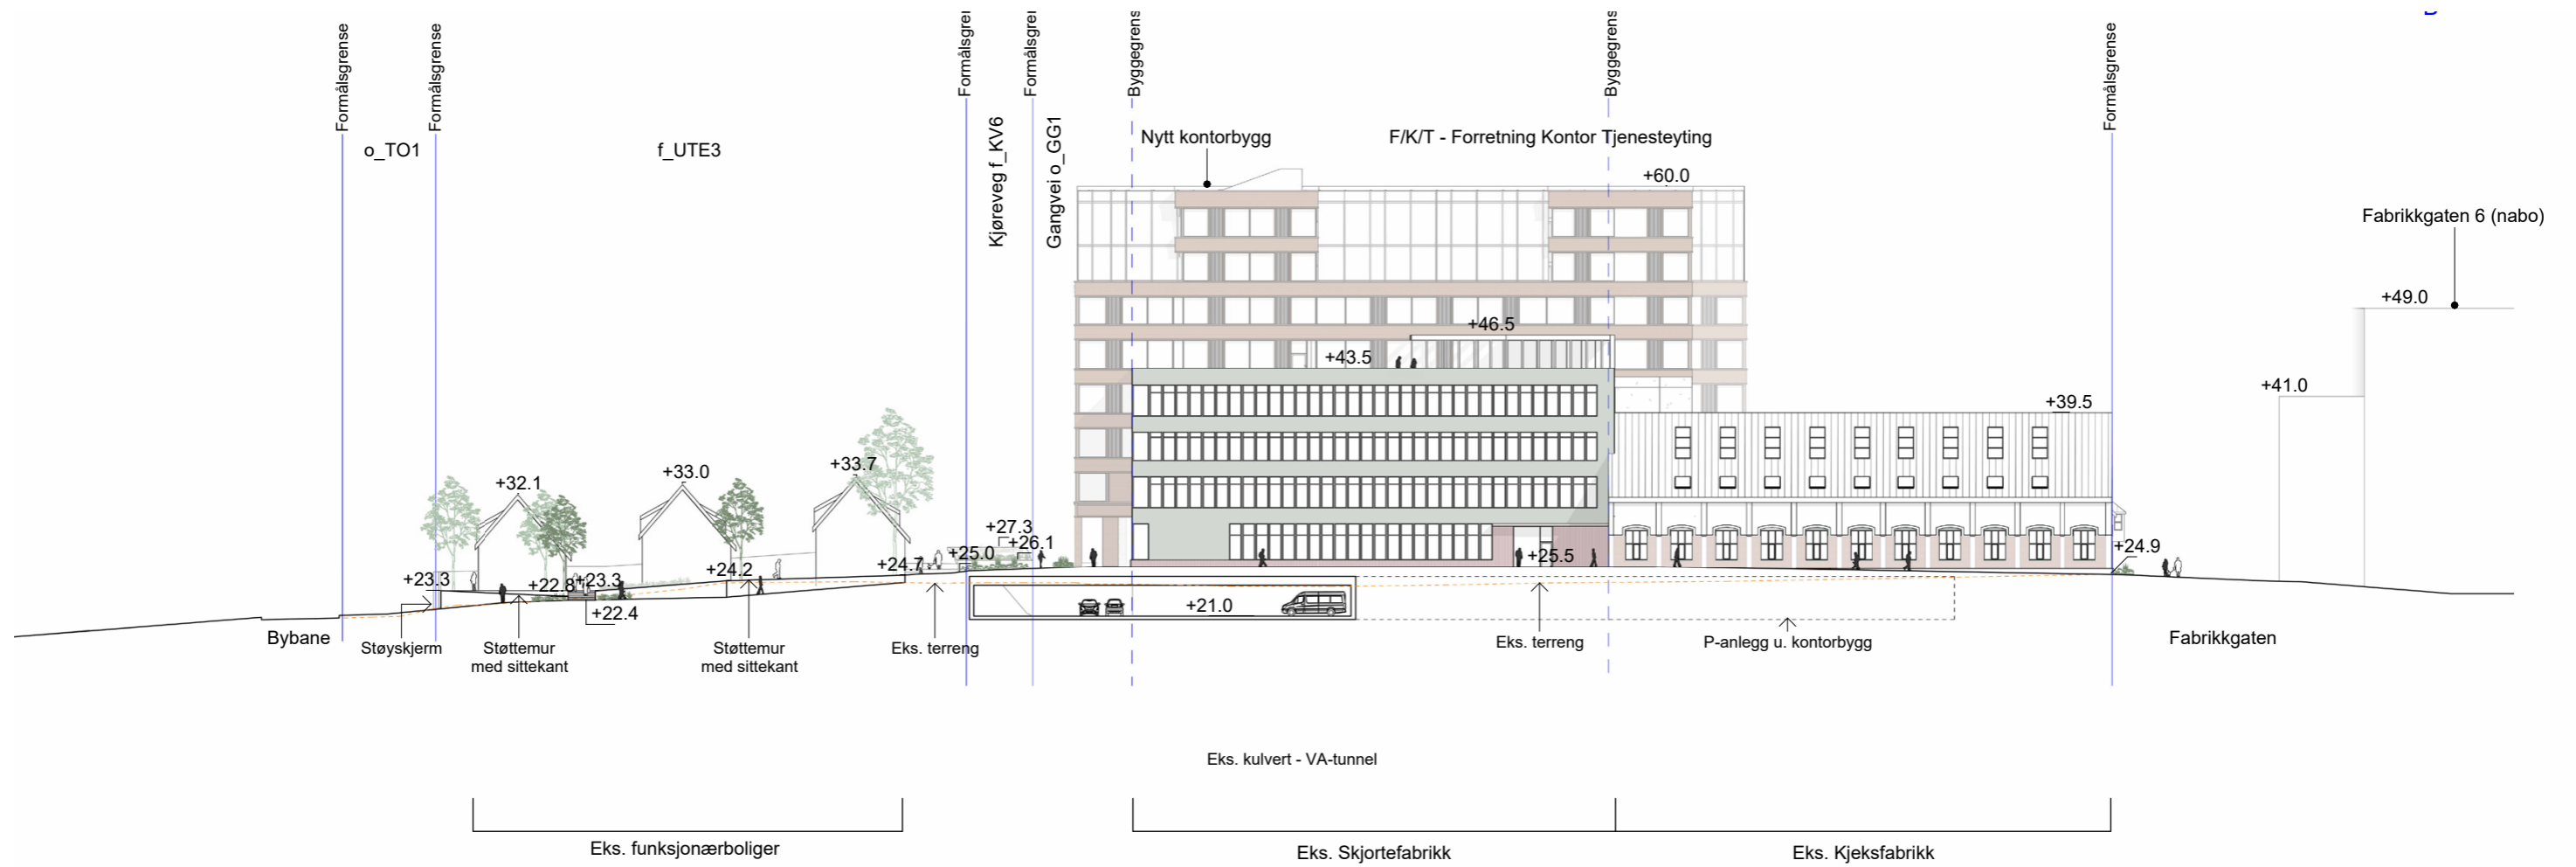 Formålsgrense
Formålsgrense
Formålsgre
Formålsgre
Byggegrens
Byggegrens
Formålsgrense
o_TO1
f_UTE3
Kjøreveg f_KV6
Gangvei o_GG1
Nytt kontorbygg
F/K/T - Forretning Kontor Tjenesteyting
+60.0
Fabrikkgaten 6 (nabo)
+49.0
+46.5
+43.5
+41.0
+39.5
+32.1
+33.0
+33.7
+27.3
+26.1
+25.0
+25.5
+24.9
+24.7
+24.2
+23.3
+22.8
+23.3
+22.4
+21.0
Bybane
Støyskjerm
Støttemur
med sittekant
Støttemur
med sittekant
Eks. terreng
Eks. terreng
P-anlegg u. kontorbygg
Fabrikkgaten
Eks. kulvert - VA-tunnel
Eks. funksjonærboliger
Eks. Skjortefabrikk
Eks. Kjeksfabrikk